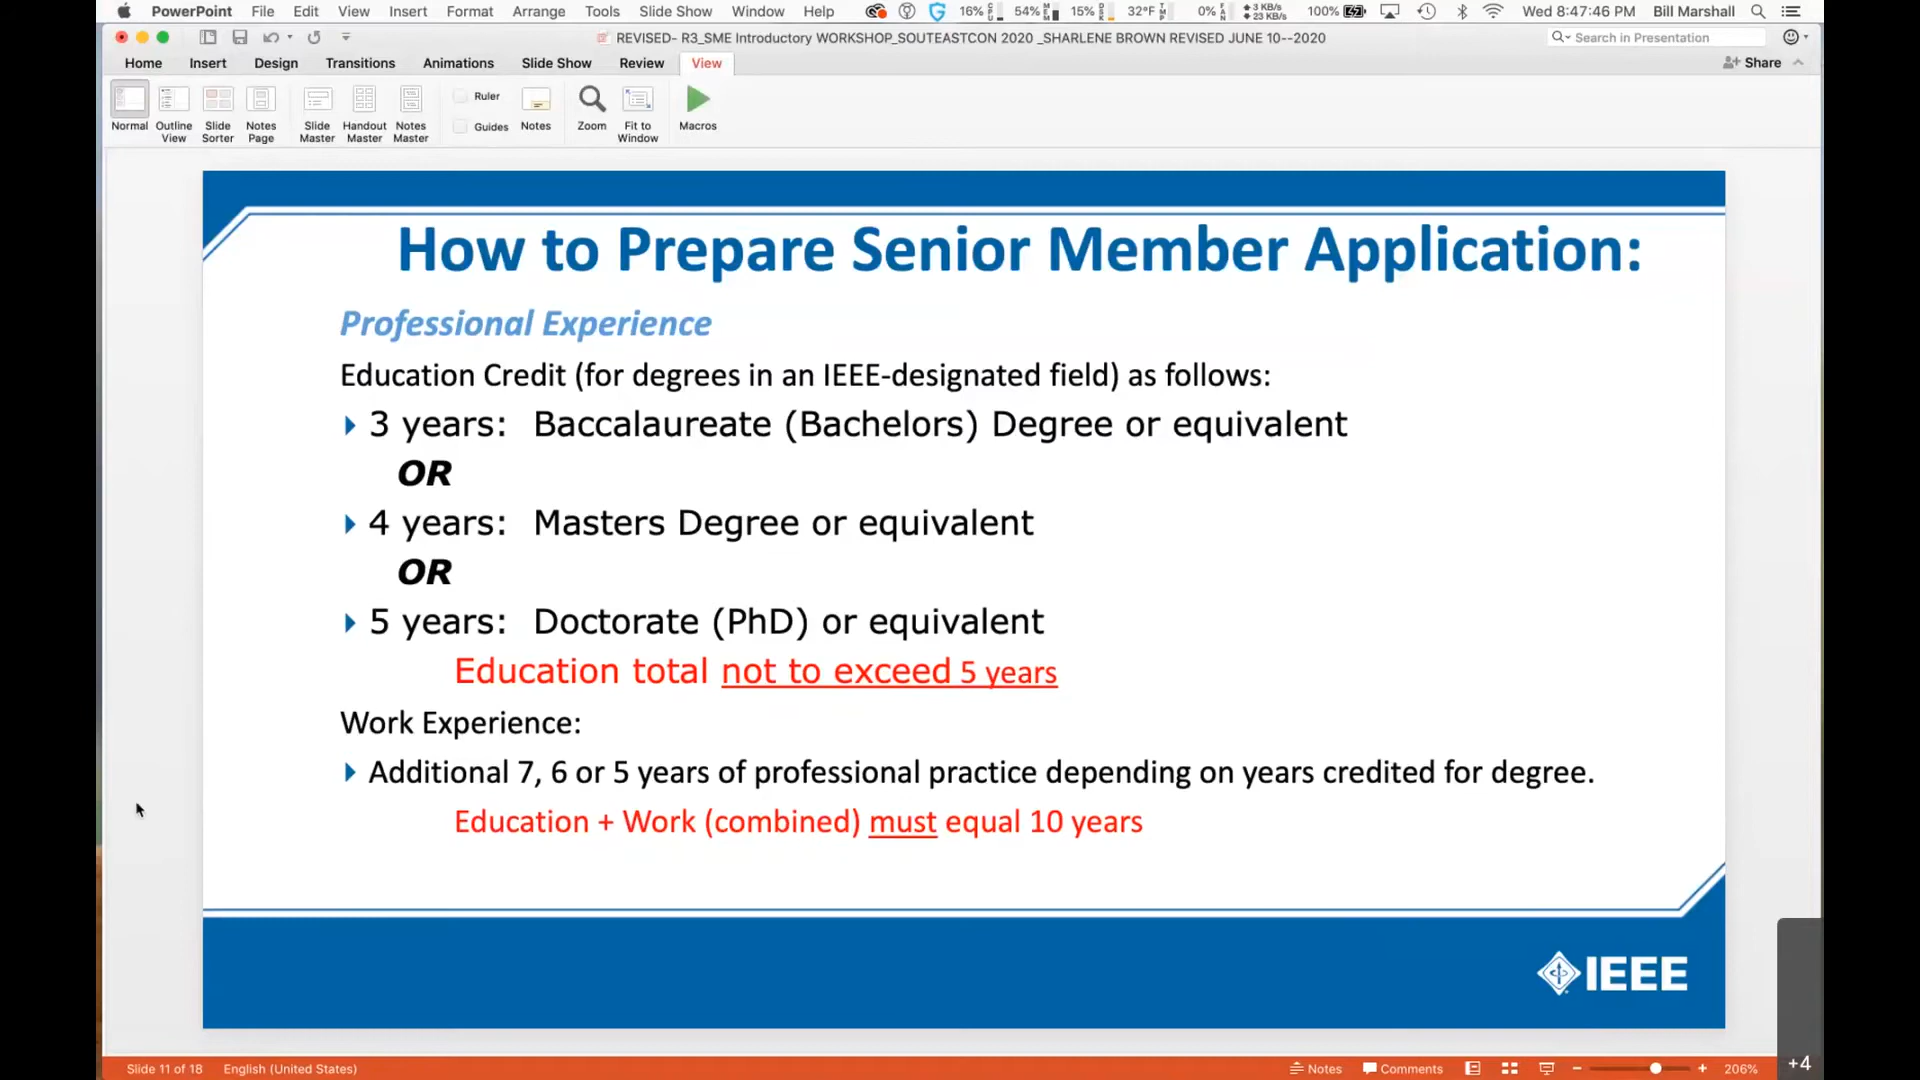 PowerPoint File Edit View Insert Format Arrange Tools Slide Show Window Help 16% 54% 15% 32°F 0% 3 KB/s 23 KB/s 100% Wed 8:47:46 PM Bill Marshall
REVISED- R3_SME Introductory WORKSHOP_SOUTEASTCON 2020 _SHARLENE BROWN REVISED JUNE 10--2020
Search in Presentation
Home Insert Design Transitions Animations Slide Show Review View Share
Normal Outline View Slide Sorter Notes Page Slide Master Handout Master Notes Master Ruler Guides Notes Zoom Fit to Window Macros
How to Prepare Senior Member Application:
Professional Experience
Education Credit (for degrees in an IEEE-designated field) as follows:
3 years: Baccalaureate (Bachelors) Degree or equivalent
OR
4 years: Masters Degree or equivalent
OR
5 years: Doctorate (PhD) or equivalent
Education total not to exceed 5 years
Work Experience:
Additional 7, 6 or 5 years of professional practice depending on years credited for degree.
Education + Work (combined) must equal 10 years
IEEE
Slide 11 of 18 English (United States) Notes Comments 206%
+4